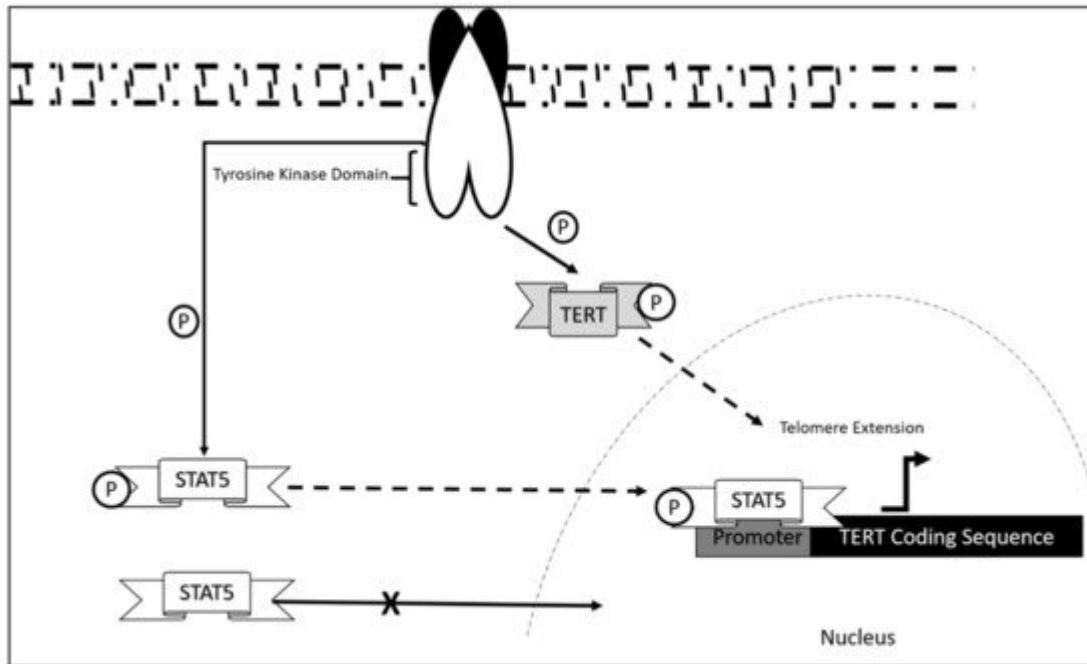 Tyrosine Kinase Domain
P
P
TERT
P
Telomere Extension
P
STAT5
P
STAT5
Promoter
TERT Coding Sequence
STAT5
X
Nucleus